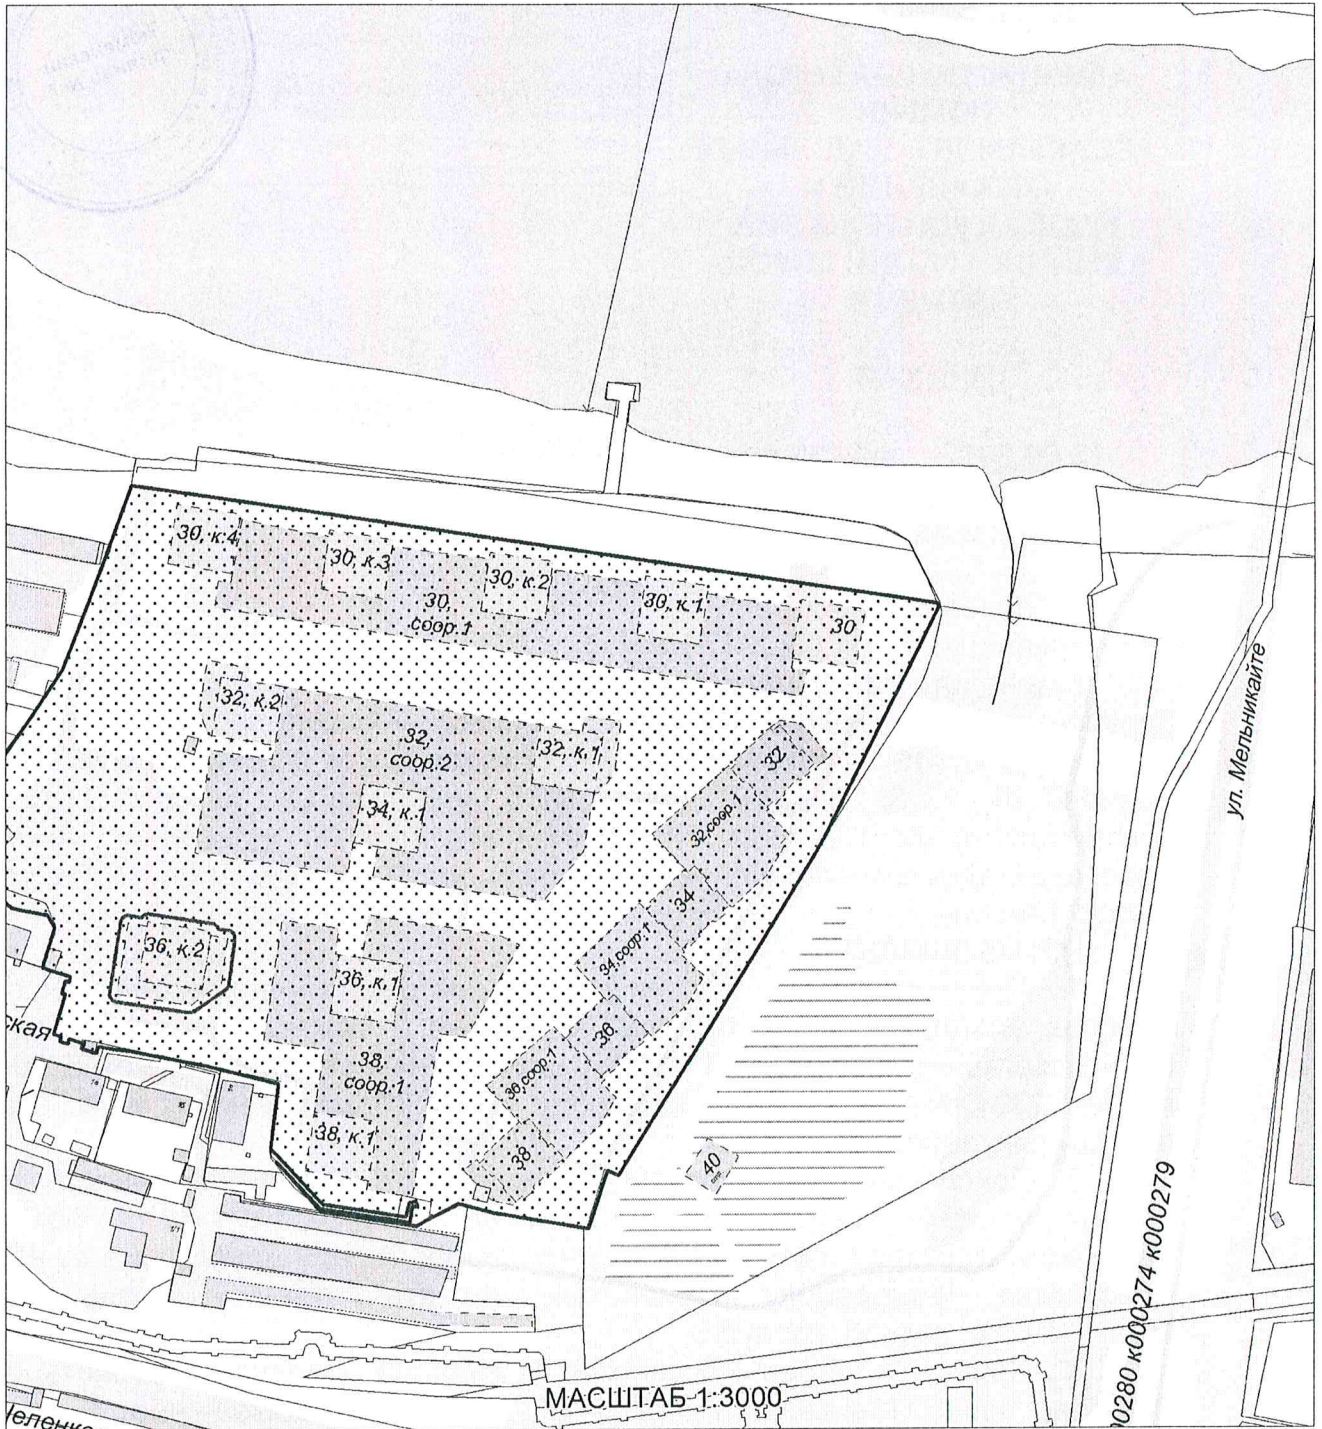 30, к.4
30, к.3
30, к.2
30,
соор.1
30, к.1
30
32, к.2
32,
соор.2
32, к.1
32
ул. Мельникайте
34, к.1
32,соор.1
34
36, к.2
34,соор.1
36, к.1
ская
36
38,
соор.1
36,соор.1
38, к.1
38
40
00280 к000274 к000279
МАСШТАБ 1:3000